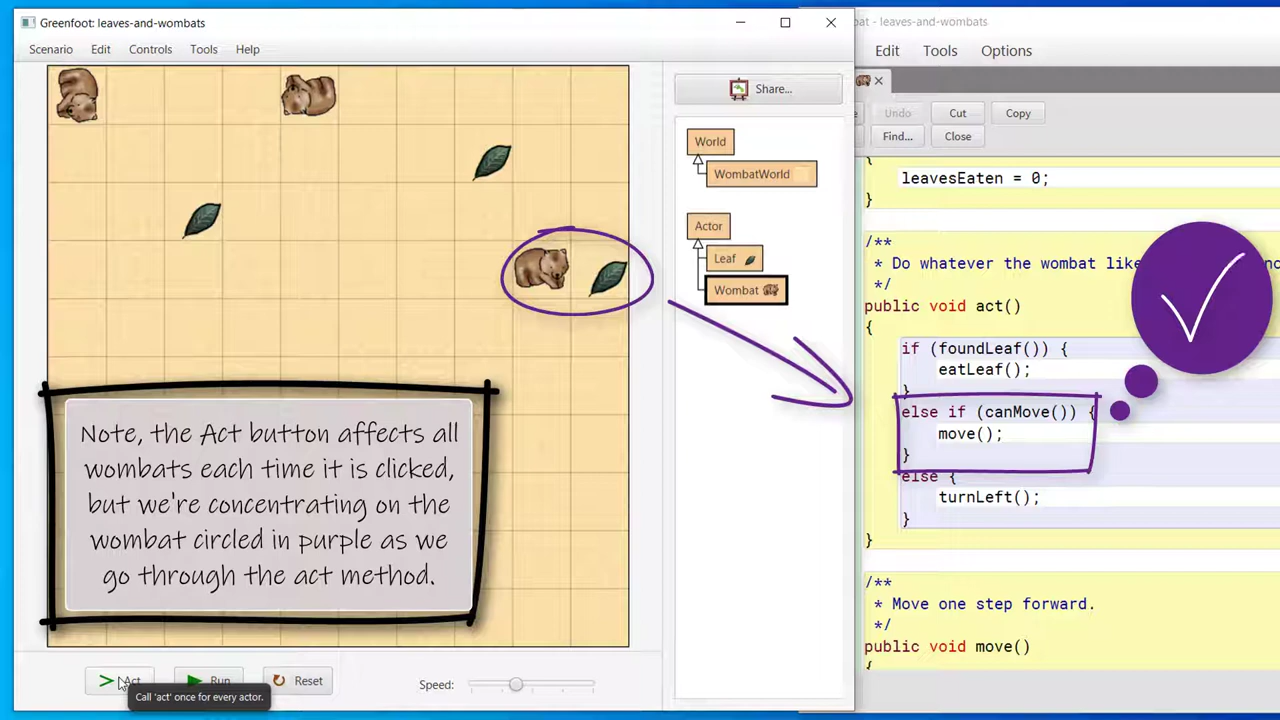 Greenfoot: leaves-and-wombats
Scenario Edit Controls Tools Help
Share...
World
WombatWorld
Actor
Leaf
Wombat
Note, the Act button affects all
wombats each time it is clicked,
but we're concentrating on the
wombat circled in purple as we
go through the act method.
Act
Run
Reset
Speed:
Call 'act' once for every actor.
- leaves-and-wombats
Edit Tools Options
Undo Cut Copy
Find... Close
}
leavesEaten = 0;
}
/**
* Do whatever the wombat
*/
public void act()
{
if (foundLeaf()) {
eatLeaf();
}
else if (canMove()) {
move();
}
else {
turnLeft();
}
}
/**
* Move one step forward.
*/
public void move()
{